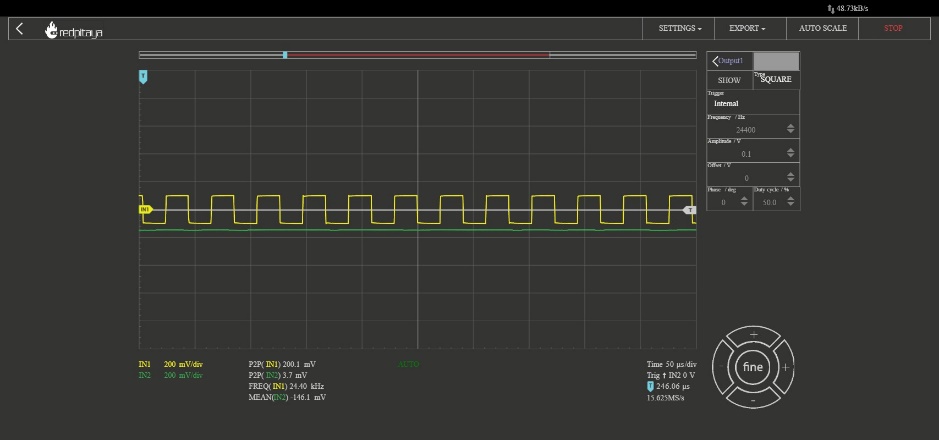 48.73kB/s
redpitaya
SETTINGS EXPORT AUTO SCALE STOP
Output1
SHOW
Type
SQUARE
Trigger
Internal
Frequency / Hz
24400
Amplitude / V
0.1
Offset / V
0
Phase / deg Duty cycle / %
0 50.0
T
IN1
T
IN1 200 mV/div P2P( IN1) 200.1 mV AUTO Time 50 μs/div
IN2 200 mV/div P2P( IN2) 3.7 mV Trig ↑ IN2 0 V
FREQ( IN1) 24.40 kHz T 246.06 μs
MEAN(IN2) -146.1 mV 15.625MS/s
+
fine
- +
-